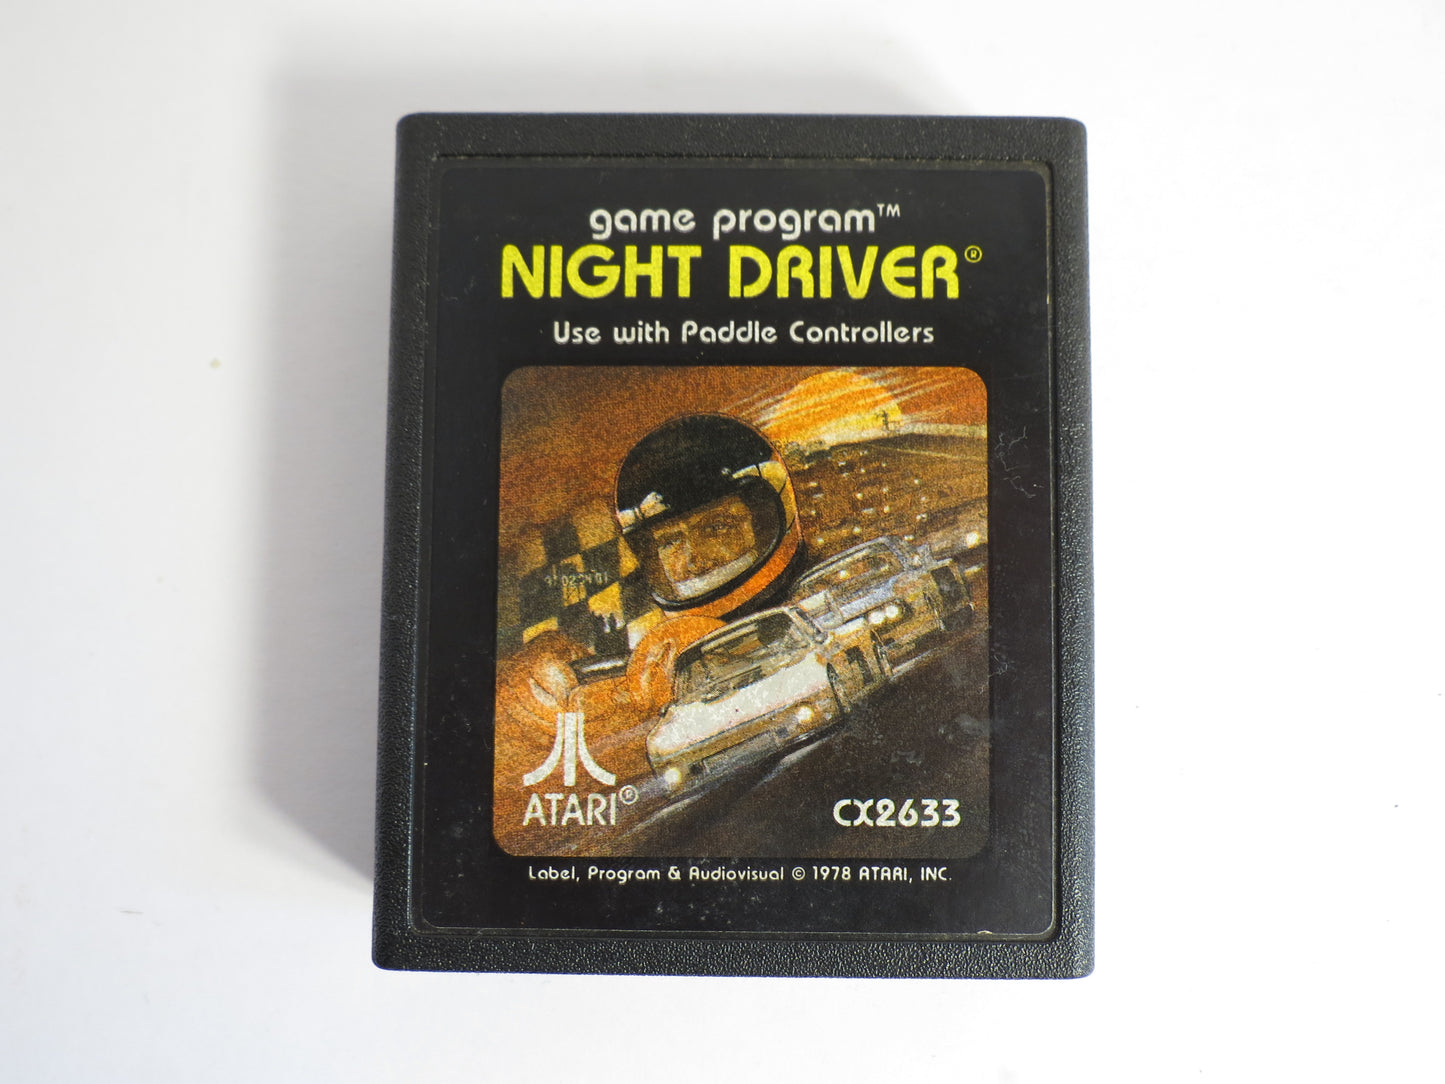 game program™
NIGHT DRIVER®
Use with Paddle Controllers
ATARI®
CX2633
Label, Program & Audiovisual © 1978 ATARI, INC.